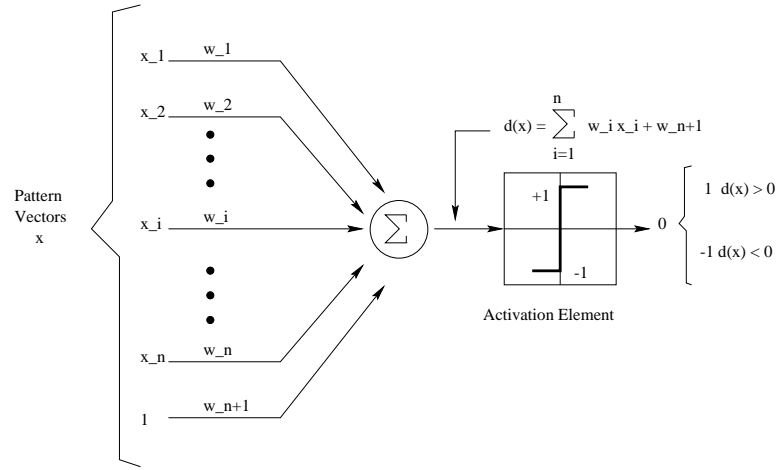 x_1 w_1
x_2 w_2
n
d(x) = ∑ w_i x_i + w_n+1
i=1
Pattern
Vectors
x
x_i w_i
∑
+1
-1
0
1 d(x) > 0
-1 d(x) < 0
Activation Element
x_n w_n
1 w_n+1